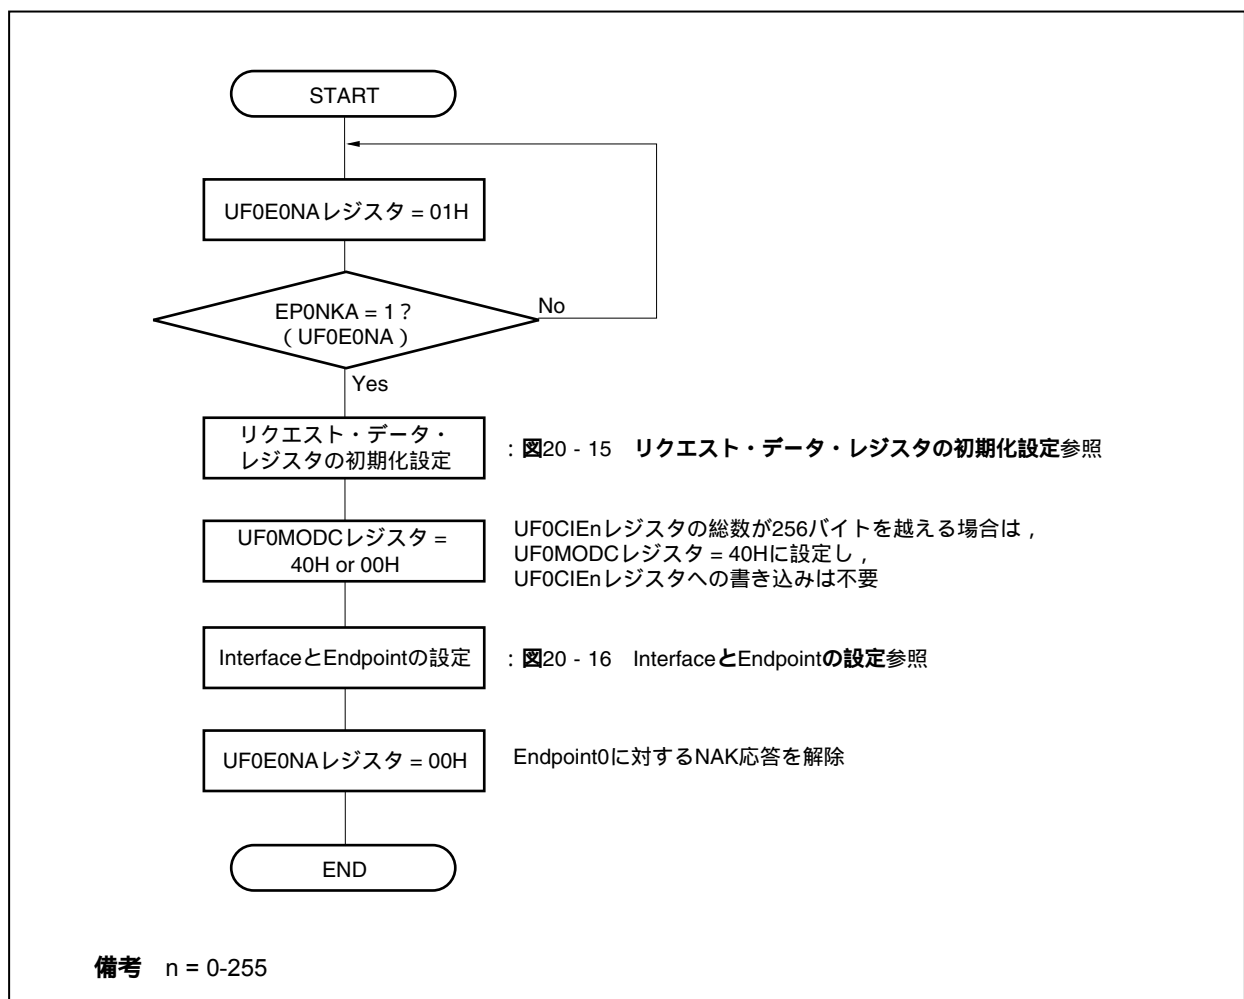 START
UF0E0NAレジスタ = 01H
EP0NKA = 1？
（UF0E0NA）
No
Yes
リクエスト・データ・
レジスタの初期化設定
：図20 - 15　リクエスト・データ・レジスタの初期化設定参照
UF0MODCレジスタ =
40H or 00H
UF0CIEnレジスタの総数が256バイトを越える場合は，
UF0MODCレジスタ = 40Hに設定し，
UF0CIEnレジスタへの書き込みは不要
InterfaceとEndpointの設定
：図20 - 16　InterfaceとEndpointの設定参照
UF0E0NAレジスタ = 00H
Endpoint0に対するNAK応答を解除
END
備考　n = 0-255